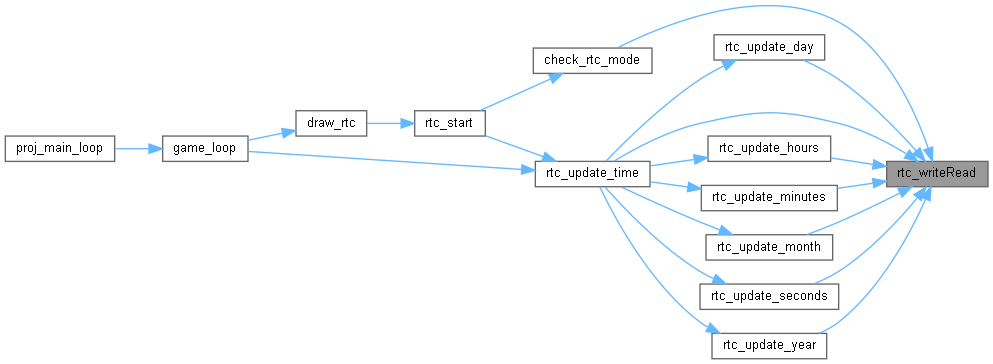 proj_main_loop
game_loop
draw_rtc
rtc_start
check_rtc_mode
rtc_update_time
rtc_update_day
rtc_update_hours
rtc_update_minutes
rtc_update_month
rtc_update_seconds
rtc_update_year
rtc_writeRead